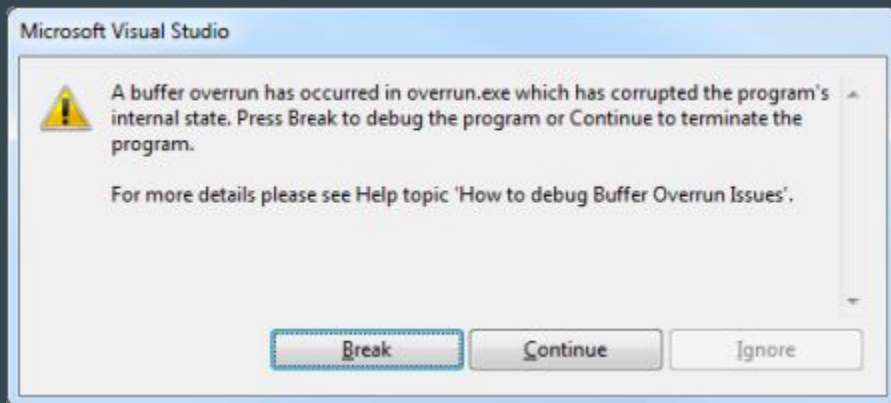 Microsoft Visual Studio
A buffer overrun has occurred in overrun.exe which has corrupted the program's
internal state. Press Break to debug the program or Continue to terminate the
program.
For more details please see Help topic 'How to debug Buffer Overrun Issues'.
Break Continue Ignore